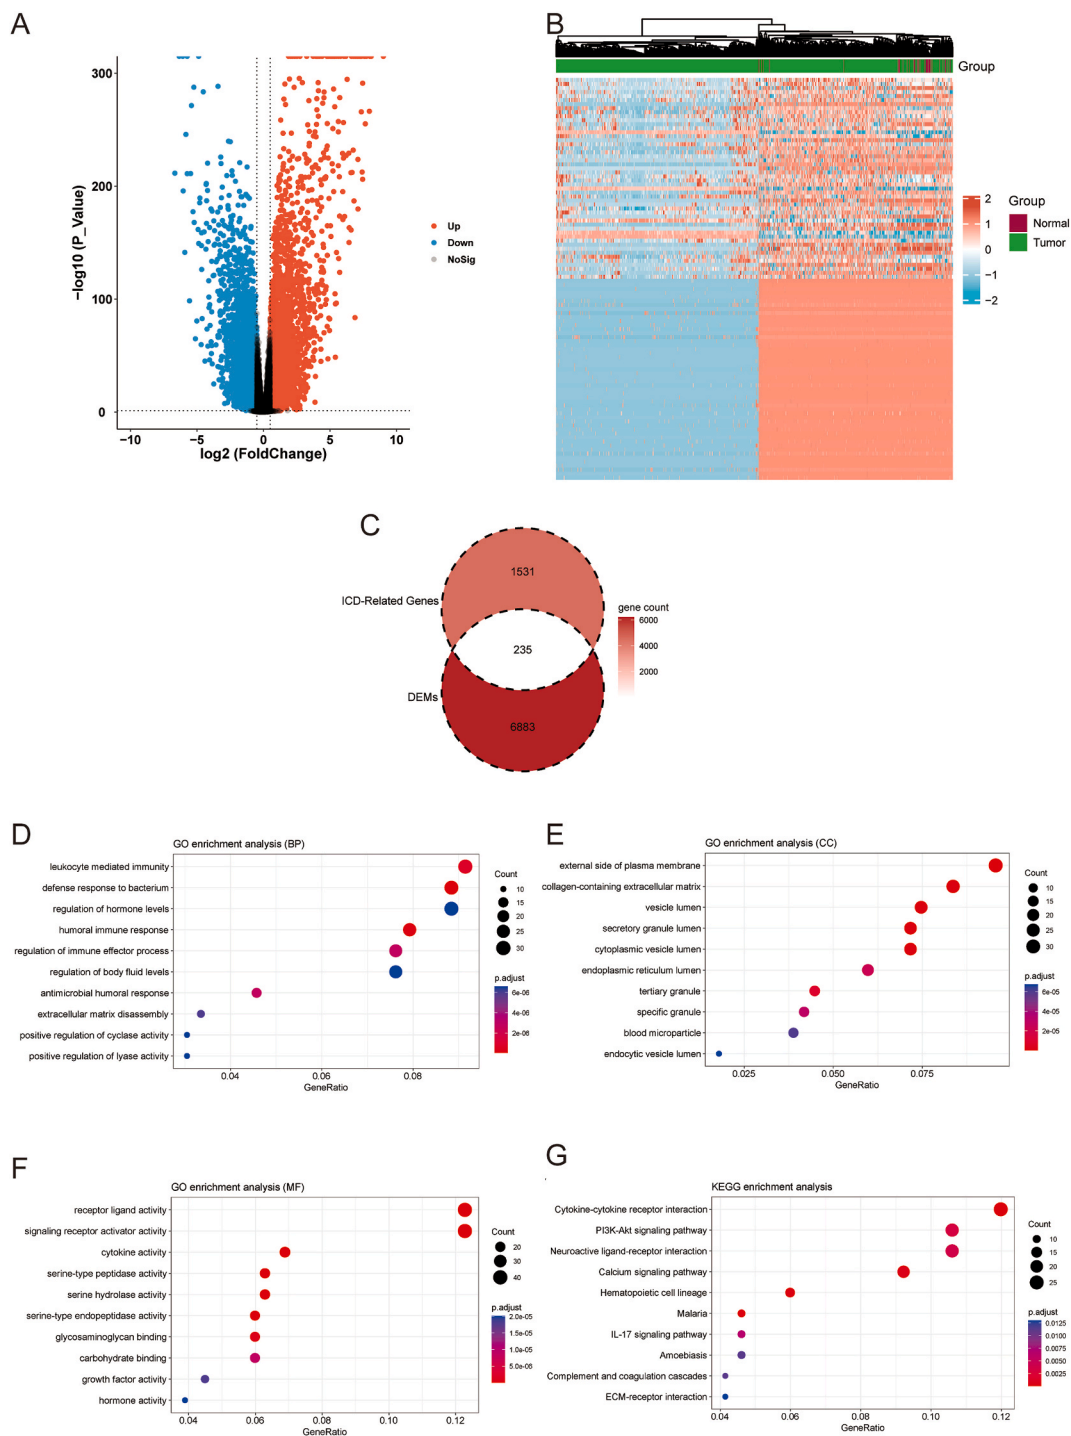 A
300
200
100
0
−log10 (P_Value)
−10
−5
0
5
10
log2 (FoldChange)
Up
Down
NoSig
B
Group
2
1
0
−1
−2
Group
Normal
Tumor
C
1531
ICD-Related Genes
235
DEMs
6883
gene count
6000
4000
2000
D
GO enrichment analysis (BP)
leukocyte mediated immunity
defense response to bacterium
regulation of hormone levels
humoral immune response
regulation of immune effector process
regulation of body fluid levels
antimicrobial humoral response
extracellular matrix disassembly
positive regulation of cyclase activity
positive regulation of lyase activity
0.04
0.06
0.08
GeneRatio
Count
10
15
20
25
30
p.adjust
6e-06
4e-06
2e-06
E
GO enrichment analysis (CC)
external side of plasma membrane
collagen-containing extracellular matrix
vesicle lumen
secretory granule lumen
cytoplasmic vesicle lumen
endoplasmic reticulum lumen
tertiary granule
specific granule
blood microparticle
endocytic vesicle lumen
0.025
0.050
0.075
GeneRatio
Count
10
15
20
25
30
p.adjust
6e-05
4e-05
2e-05
F
GO enrichment analysis (MF)
receptor ligand activity
signaling receptor activator activity
cytokine activity
serine-type peptidase activity
serine hydrolase activity
serine-type endopeptidase activity
glycosaminoglycan binding
carbohydrate binding
growth factor activity
hormone activity
0.04
0.06
0.08
0.10
0.12
GeneRatio
Count
20
30
40
p.adjust
2.0e-05
1.5e-05
1.0e-05
5.0e-06
G
KEGG enrichment analysis
Cytokine-cytokine receptor interaction
PI3K-Akt signaling pathway
Neuroactive ligand-receptor interaction
Calcium signaling pathway
Hematopoietic cell lineage
Malaria
IL-17 signaling pathway
Amoebiasis
Complement and coagulation cascades
ECM-receptor interaction
0.04
0.06
0.08
0.10
0.12
GeneRatio
Count
10
15
20
25
p.adjust
0.0125
0.0100
0.0075
0.0050
0.0025